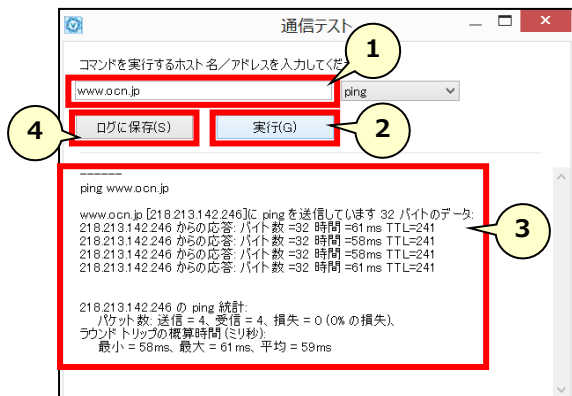 通信テスト
コマンドを実行するホスト名／アドレスを入力してくだ
1
www.ocn.jp
ping
4
ログに保存(S)
実行(G)
2
------
ping www.ocn.jp
www.ocn.jp [218.213.142.246]に ping を送信しています 32 バイトのデータ:
218.213.142.246 からの応答: バイト数 =32 時間 =61ms TTL=241
218.213.142.246 からの応答: バイト数 =32 時間 =58ms TTL=241
218.213.142.246 からの応答: バイト数 =32 時間 =58ms TTL=241
218.213.142.246 からの応答: バイト数 =32 時間 =61ms TTL=241
3
218.213.142.246 の ping 統計:
パケット数: 送信 = 4、受信 = 4、損失 = 0 (0% の損失)、
ラウンド トリップの概算時間 (ミリ秒):
最小 = 58ms、最大 = 61ms、平均 = 59ms